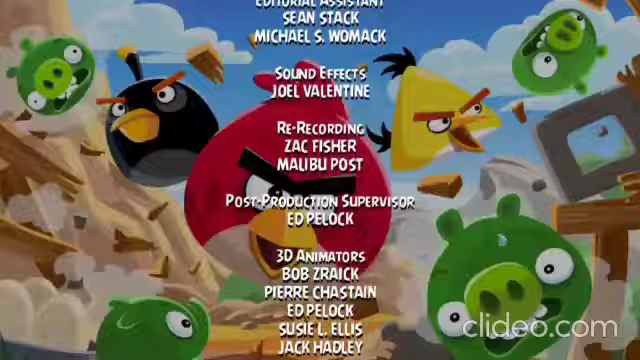 EDITORIAL ASSISTANT
SEAN STACK
MICHAEL S. WOMACK
SOUND EFFECTS
JOEL VALENTINE
RE-RECORDING
ZAC FISHER
MALIBU POST
POST-PRODUCTION SUPERVISOR
ED PELOCK
3D ANIMATORS
BOB ZRAICK
PIERRE CHASTAIN
ED PELOCK
SUSIE L. ELLIS
JACK HADLEY
clideo.com